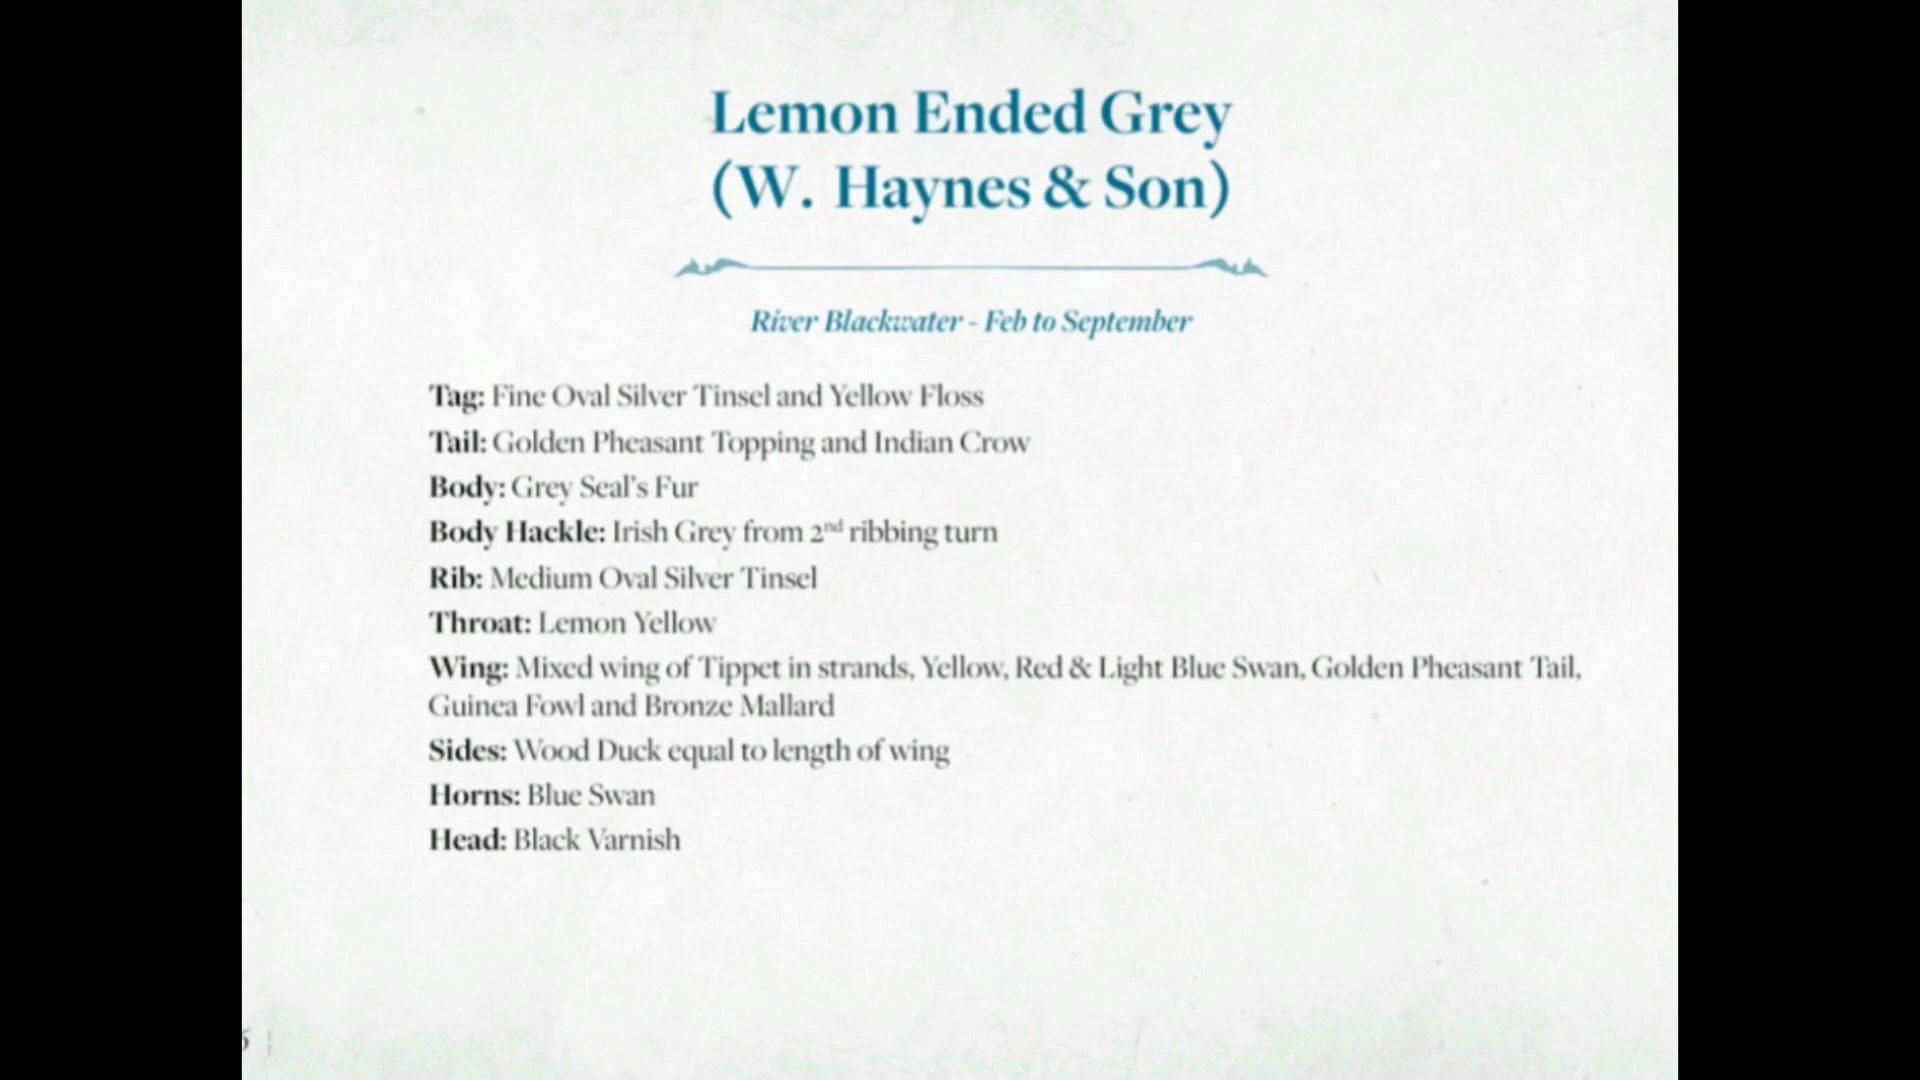 Lemon Ended Grey
(W. Haynes & Son)
River Blackwater - Feb to September
Tag: Fine Oval Silver Tinsel and Yellow Floss
Tail: Golden Pheasant Topping and Indian Crow
Body: Grey Seal's Fur
Body Hackle: Irish Grey from 2nd ribbing turn
Rib: Medium Oval Silver Tinsel
Throat: Lemon Yellow
Wing: Mixed wing of Tippet in strands, Yellow, Red & Light Blue Swan, Golden Pheasant Tail,
Guinea Fowl and Bronze Mallard
Sides: Wood Duck equal to length of wing
Horns: Blue Swan
Head: Black Varnish